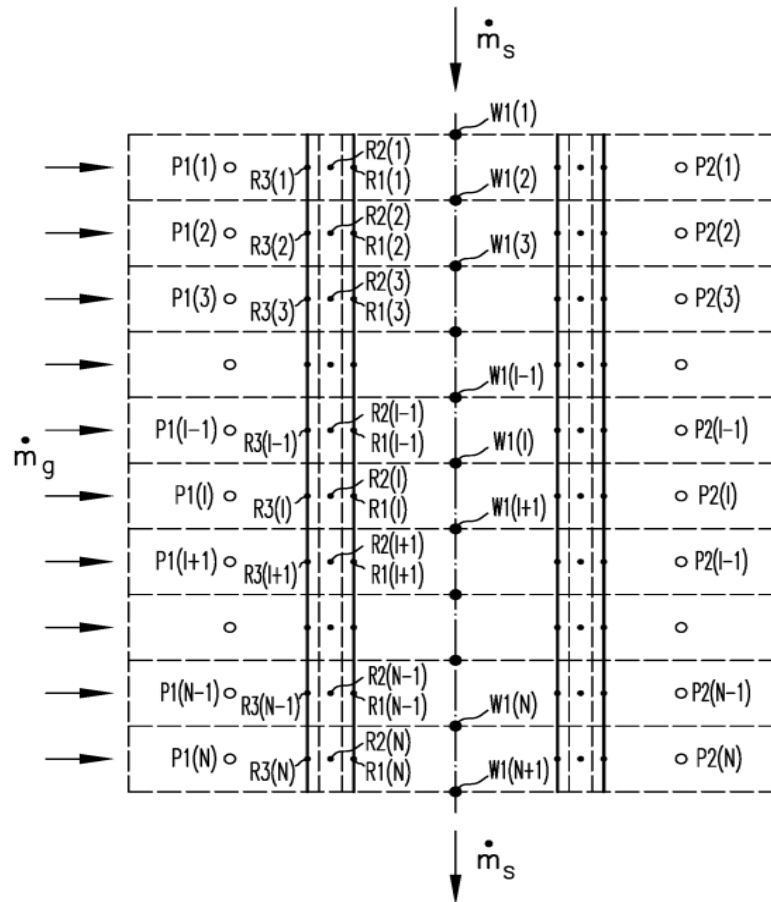 ṁs
W1(1)
P1(1) R3(1) R2(1) R1(1) P2(1)
W1(2)
P1(2) R3(2) R2(2) R1(2) P2(2)
W1(3)
P1(3) R3(3) R2(3) R1(3) P2(3)
W1(I-1)
P1(I-1) R3(I-1) R2(I-1) R1(I-1) P2(I-1)
ṁg
W1(I)
P1(I) R3(I) R2(I) R1(I) P2(I)
W1(I+1)
P1(I+1) R3(I+1) R2(I+1) R1(I+1) P2(I-1)
P1(N-1) R3(N-1) R2(N-1) R1(N-1) P2(N-1)
W1(N)
P1(N) R3(N) R2(N) R1(N) P2(N)
W1(N+1)
ṁs